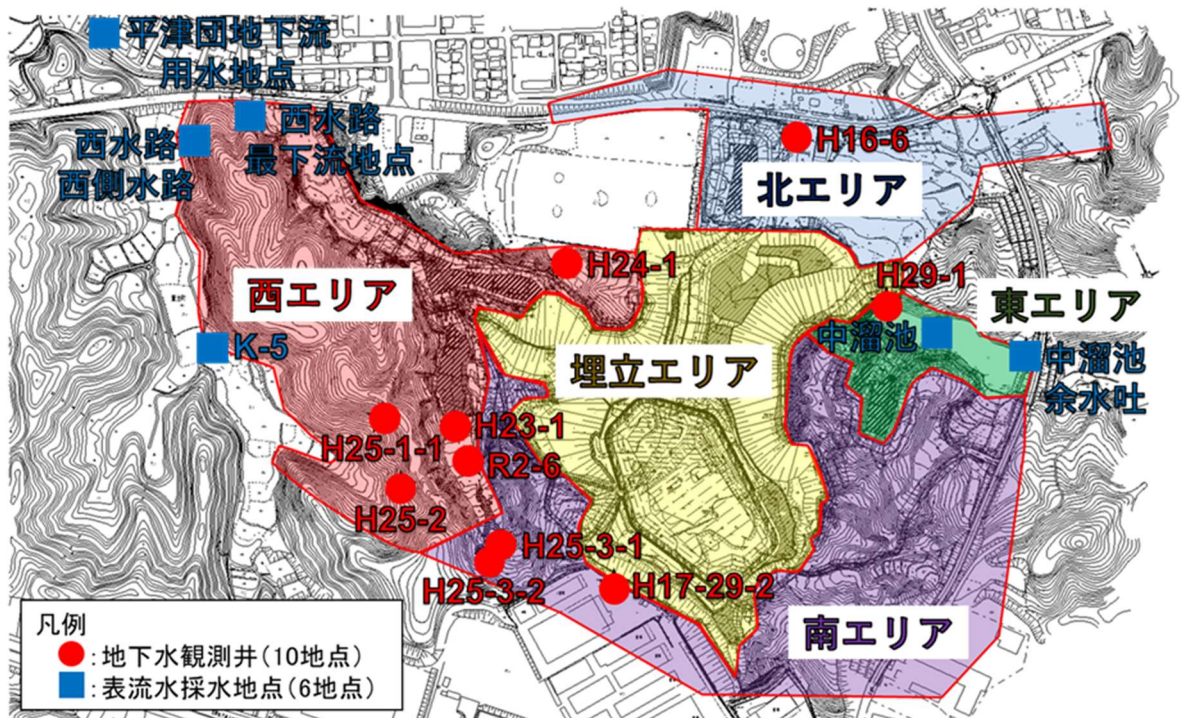 平津団地下流
用水地点
西水路
最下流地点
西水路
西側水路
H16-6
北エリア
H24-1
H29-1
西エリア
東エリア
中溜池
中溜池
余水吐
K-5
埋立エリア
H23-1
H25-1-1
R2-6
H25-2
H25-3-1
H25-3-2
H17-29-2
南エリア
凡例
:地下水観測井(10地点)
:表流水採水地点(6地点)